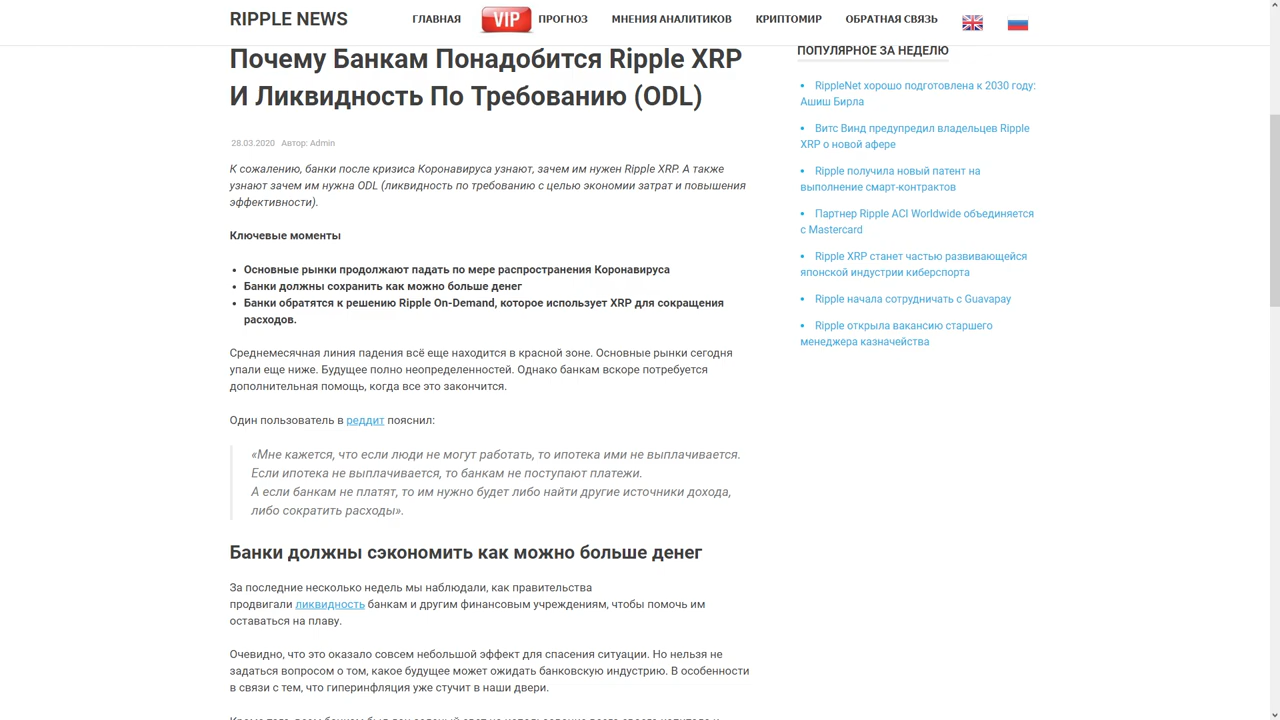 RIPPLE NEWS
ГЛАВНАЯ
VIP
ПРОГНОЗ
МНЕНИЯ АНАЛИТИКОВ
КРИПТОМИР
ОБРАТНАЯ СВЯЗЬ
Почему Банкам Понадобится Ripple XRP
И Ликвидность По Требованию (ODL)
28.03.2020 Автор: Admin
К сожалению, банки после кризиса Коронавируса узнают, зачем им нужен Ripple XRP. А также
узнают зачем им нужна ODL (ликвидность по требованию с целью экономии затрат и повышения
эффективности).
Ключевые моменты
• Основные рынки продолжают падать по мере распространения Коронавируса
• Банки должны сохранить как можно больше денег
• Банки обратятся к решению Ripple On-Demand, которое использует XRP для сокращения
расходов.
Среднемесячная линия падения всё еще находится в красной зоне. Основные рынки сегодня
упали еще ниже. Будущее полно неопределенностей. Однако банкам вскоре потребуется
дополнительная помощь, когда все это закончится.
Один пользователь в реддит пояснил:
«Мне кажется, что если люди не могут работать, то ипотека ими не выплачивается.
Если ипотека не выплачивается, то банкам не поступают платежи.
А если банкам не платят, то им нужно будет либо найти другие источники дохода,
либо сократить расходы».
Банки должны сэкономить как можно больше денег
За последние несколько недель мы наблюдали, как правительства
продвигали ликвидность банкам и другим финансовым учреждениям, чтобы помочь им
оставаться на плаву.
Очевидно, что это оказало совсем небольшой эффект для спасения ситуации. Но нельзя не
задаться вопросом о том, какое будущее может ожидать банковскую индустрию. В особенности
в связи с тем, что гиперинфляция уже стучит в наши двери.
ПОПУЛЯРНОЕ ЗА НЕДЕЛЮ
• RippleNet хорошо подготовлена к 2030 году:
Ашиш Бирла
• Витс Винд предупредил владельцев Ripple
XRP о новой афере
• Ripple получила новый патент на
выполнение смарт-контрактов
• Партнер Ripple ACI Worldwide объединяется
с Mastercard
• Ripple XRP станет частью развивающейся
японской индустрии киберспорта
• Ripple начала сотрудничать с Guavapay
• Ripple открыла вакансию старшего
менеджера казначейства